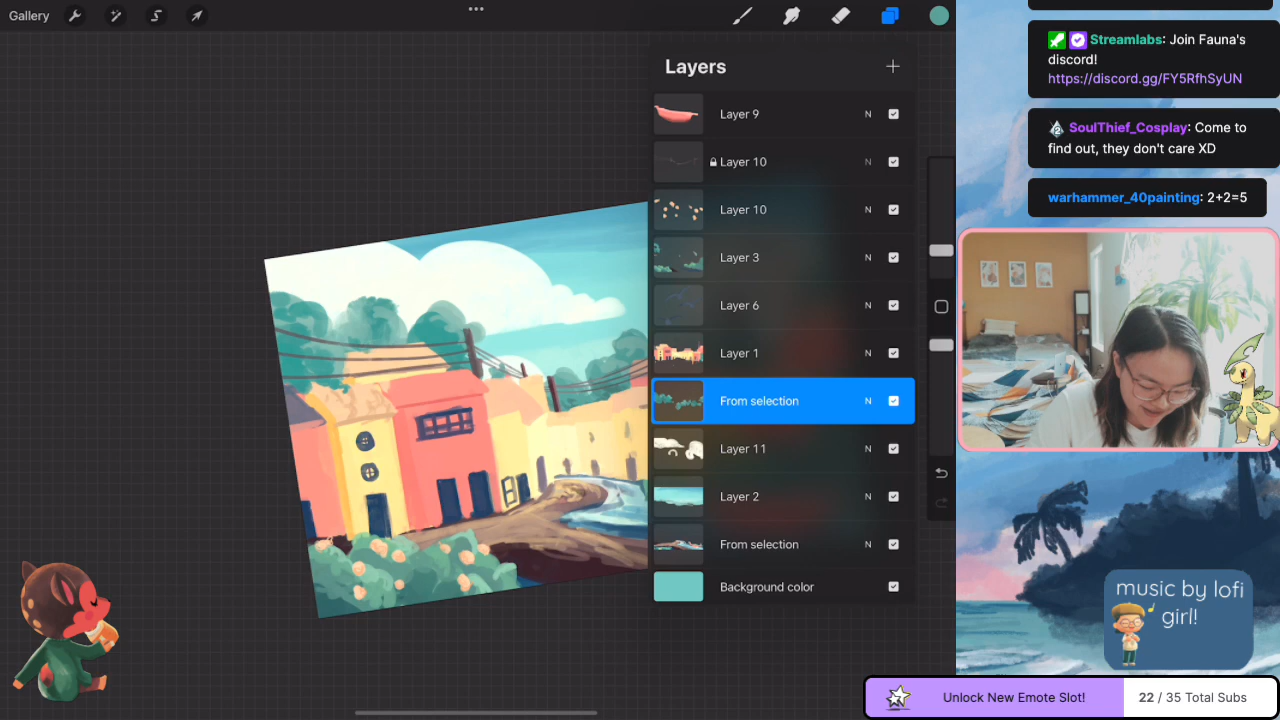 Gallery
Layers
Layer 9 N
Layer 10 N
Layer 10 N
Layer 3 N
Layer 6 N
Layer 1 N
From selection N
Layer 11 N
Layer 2 N
From selection N
Background color
Streamlabs: Join Fauna's
discord!
https://discord.gg/FY5RfhSyUN
2 SoulThief_Cosplay: Come to
find out, they don't care XD
warhammer_40painting: 2+2=5
music by lofi
girl!
Unlock New Emote Slot!
22 / 35 Total Subs